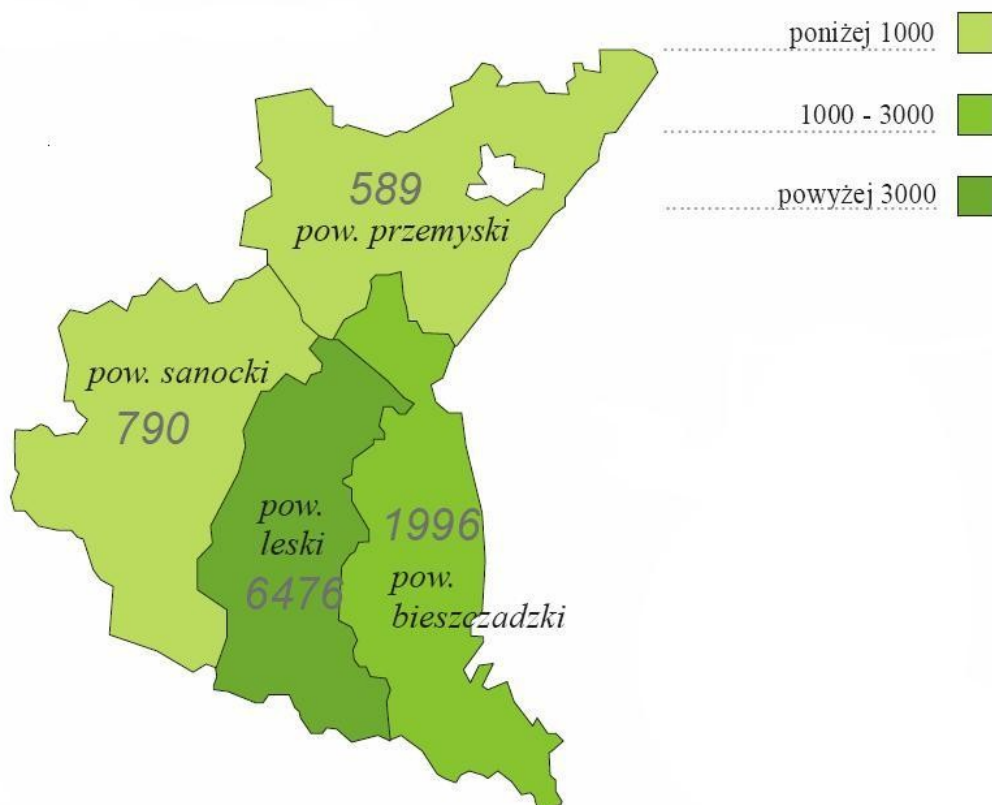 poniżej 1000
1000 - 3000
powyżej 3000
589
pow. przemyski
pow. sanocki
790
pow.
leski
6476
1996
pow.
bieszczadzki